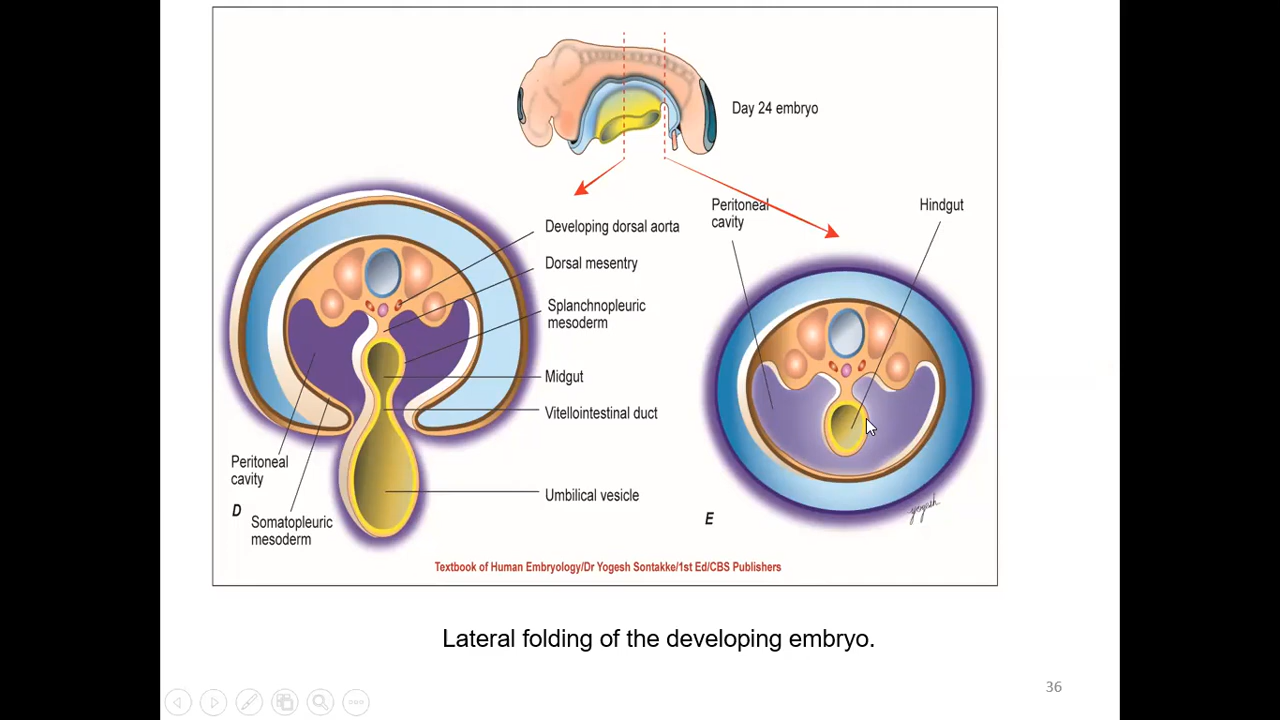 Day 24 embryo
Peritoneal
cavity
Hindgut
Developing dorsal aorta
Dorsal mesentry
Splanchnopleuric
mesoderm
Midgut
Vitellointestinal duct
Peritoneal
cavity
Umbilical vesicle
D
Somatopleuric
mesoderm
E
yogesh
Textbook of Human Embryology/Dr Yogesh Sontakke/1st Ed/CBS Publishers
Lateral folding of the developing embryo.
36